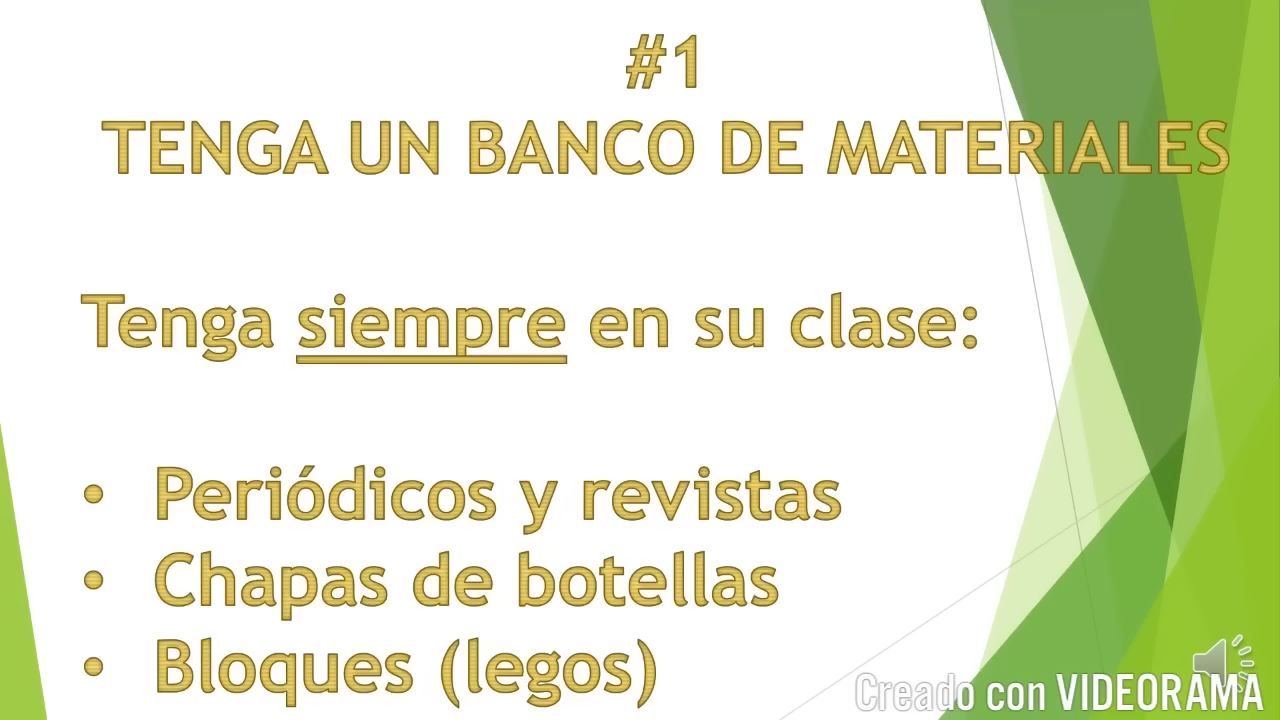 #1
TENGA UN BANCO DE MATERIALES
Tenga siempre en su clase:
• Periódicos y revistas
• Chapas de botellas
• Bloques (legos)
Creado con VIDEORAMA